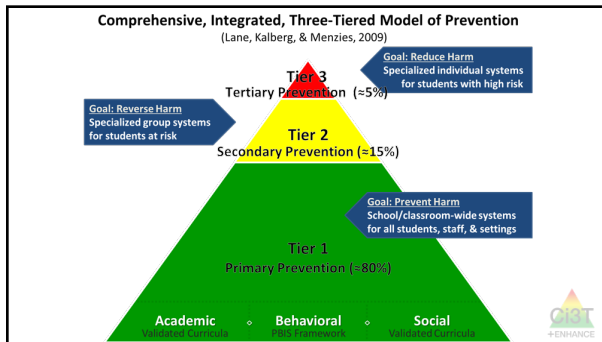 Comprehensive, Integrated, Three-Tiered Model of Prevention
(Lane, Kalberg, & Menzies, 2009)
Goal: Reduce Harm
Specialized individual systems
for students with high risk
Tier 3
Tertiary Prevention (≈5%)
Goal: Reverse Harm
Specialized group systems
for students at risk
Tier 2
Secondary Prevention (≈15%)
Goal: Prevent Harm
School/classroom-wide systems
for all students, staff, & settings
Tier 1
Primary Prevention (≈80%)
Academic ◇ Behavioral ◇ Social
Validated Curricula PBIS Framework Validated Curricula
Ci3T
+ENHANCE